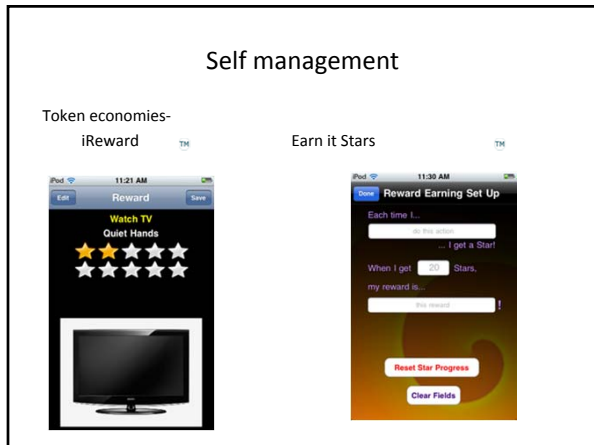 Self management
Token economies-
iReward TM
Earn it Stars TM
iPod 11:21 AM
Edit Reward Save
Watch TV
Quiet Hands
iPod 11:30 AM
Done Reward Earning Set Up
Each time I...
do this action
... I get a Star!
When I get 20 Stars,
my reward is...
this reward !
Reset Star Progress
Clear Fields